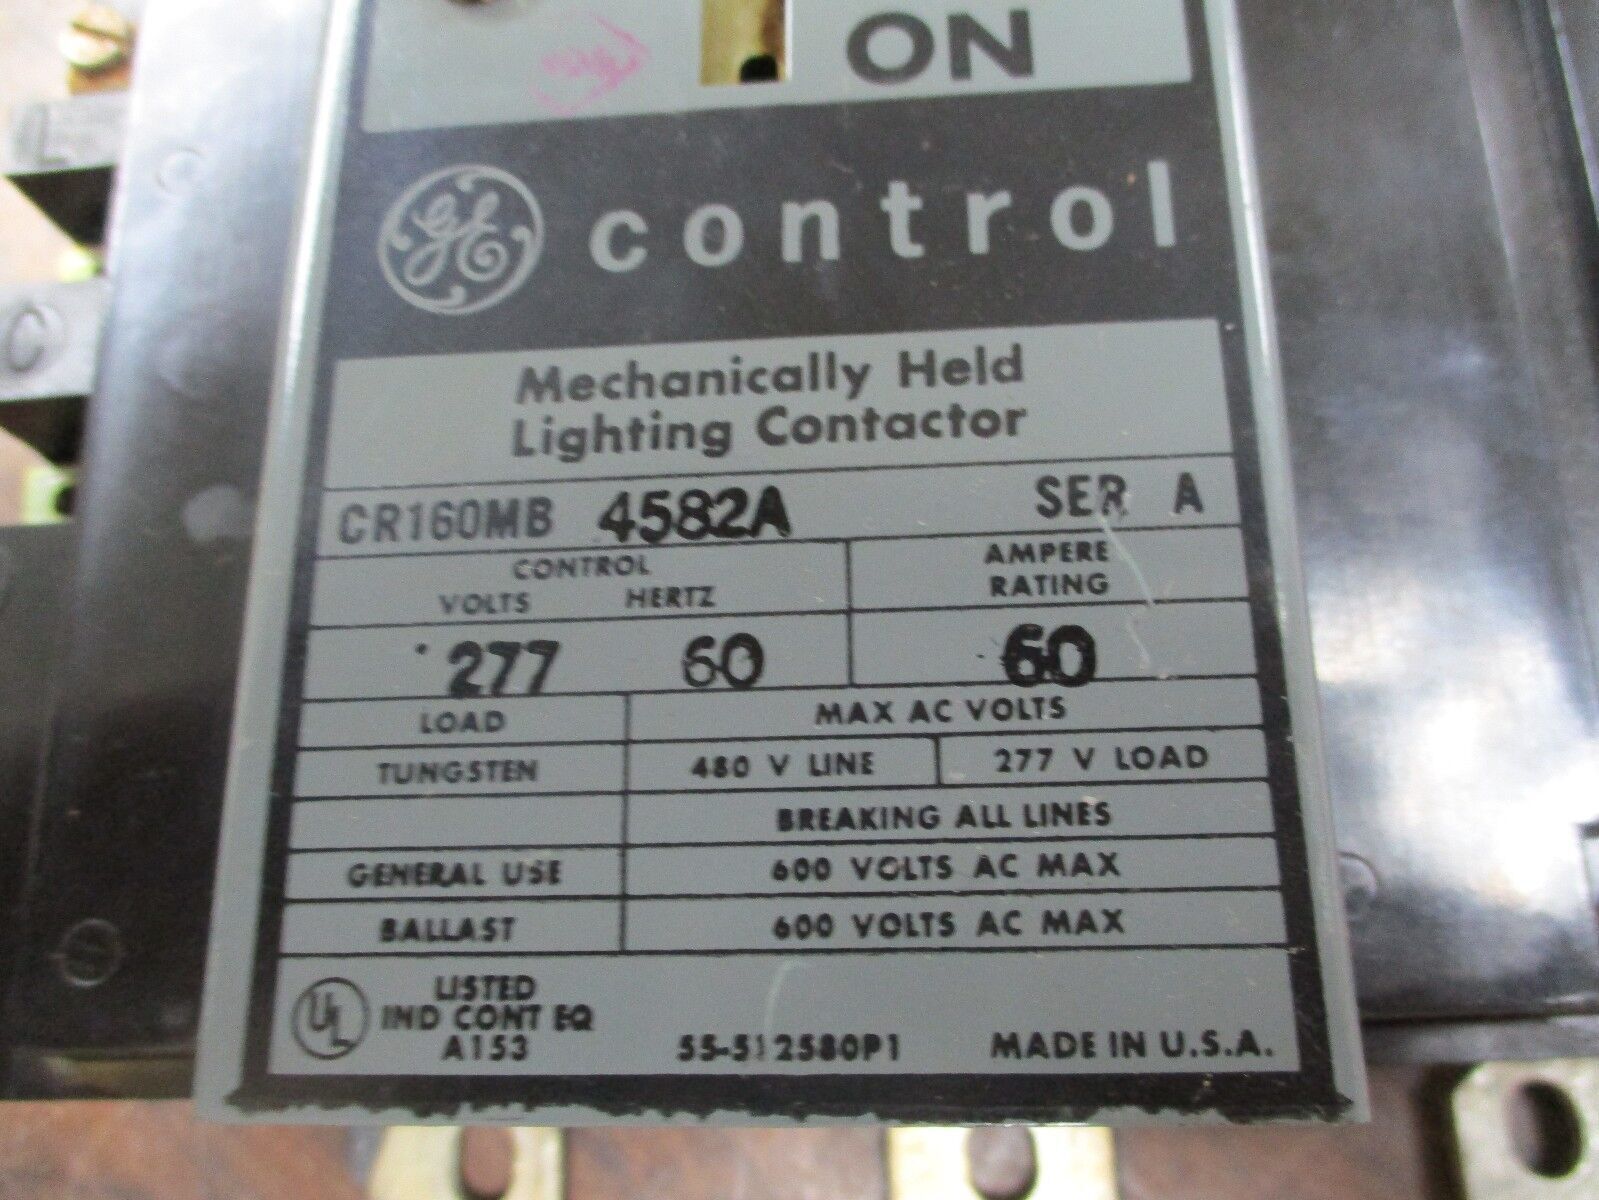 ON
GE control
Mechanically Held
Lighting Contactor
CR160MB 4582A SER A
CONTROL
VOLTS HERTZ
AMPERE
RATING
277 60 60
LOAD MAX AC VOLTS
TUNGSTEN 480 V LINE 277 V LOAD
BREAKING ALL LINES
GENERAL USE 600 VOLTS AC MAX
BALLAST 600 VOLTS AC MAX
UL LISTED
IND CONT EQ
A153 55-512580P1 MADE IN U.S.A.
C